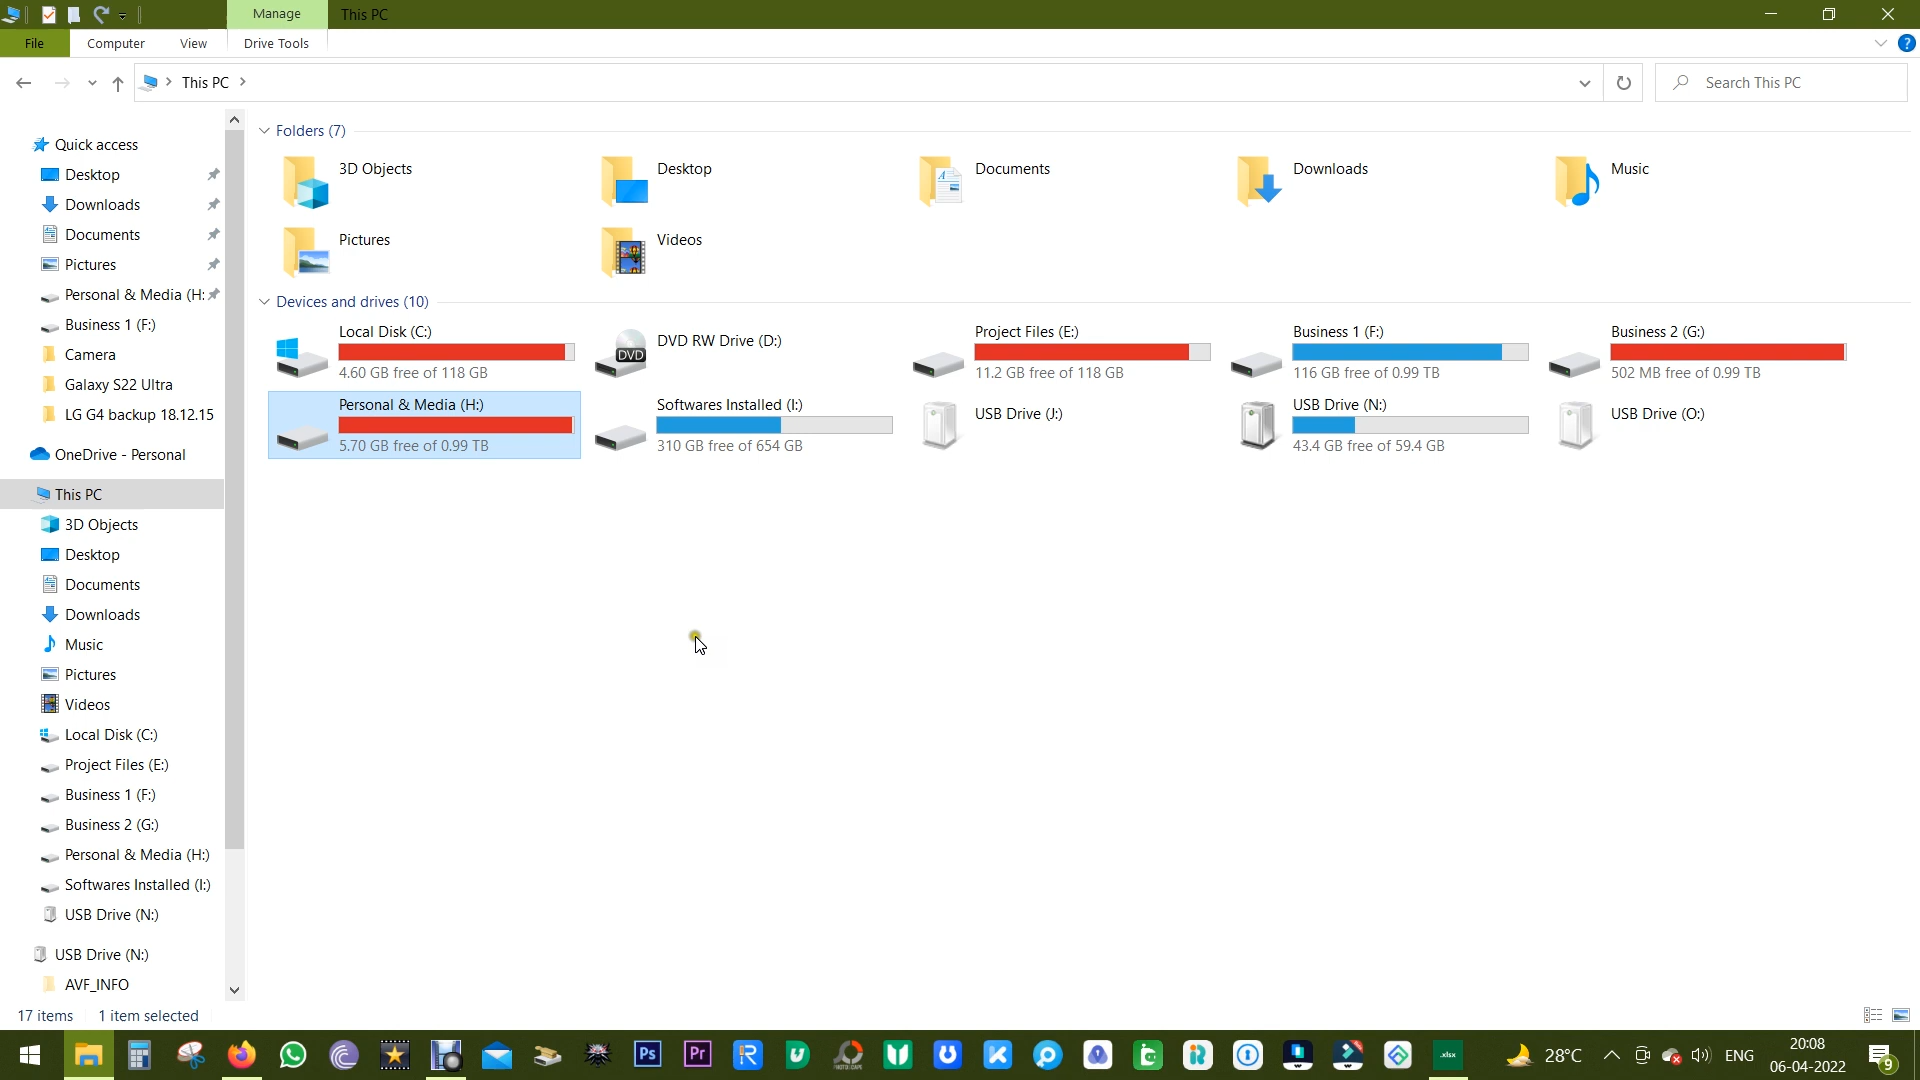 Manage
This PC
File
Computer
View
Drive Tools
This PC
Search This PC
Quick access
Desktop
Downloads
Documents
Pictures
Personal & Media (H:
Business 1 (F:)
Camera
Galaxy S22 Ultra
LG G4 backup 18.12.15
OneDrive - Personal
This PC
3D Objects
Desktop
Documents
Downloads
Music
Pictures
Videos
Local Disk (C:)
Project Files (E:)
Business 1 (F:)
Business 2 (G:)
Personal & Media (H:)
Softwares Installed (I:)
USB Drive (N:)
USB Drive (N:)
AVF_INFO
Folders (7)
3D Objects
Desktop
Documents
Downloads
Music
Pictures
Videos
Devices and drives (10)
Local Disk (C:)
4.60 GB free of 118 GB
DVD RW Drive (D:)
DVD
Project Files (E:)
11.2 GB free of 118 GB
Business 1 (F:)
116 GB free of 0.99 TB
Business 2 (G:)
502 MB free of 0.99 TB
Personal & Media (H:)
5.70 GB free of 0.99 TB
Softwares Installed (I:)
310 GB free of 654 GB
USB Drive (J:)
USB Drive (N:)
43.4 GB free of 59.4 GB
USB Drive (O:)
17 items
1 item selected
Ps
Pr
.xlsx
28°C
ENG
20:08
06-04-2022
9